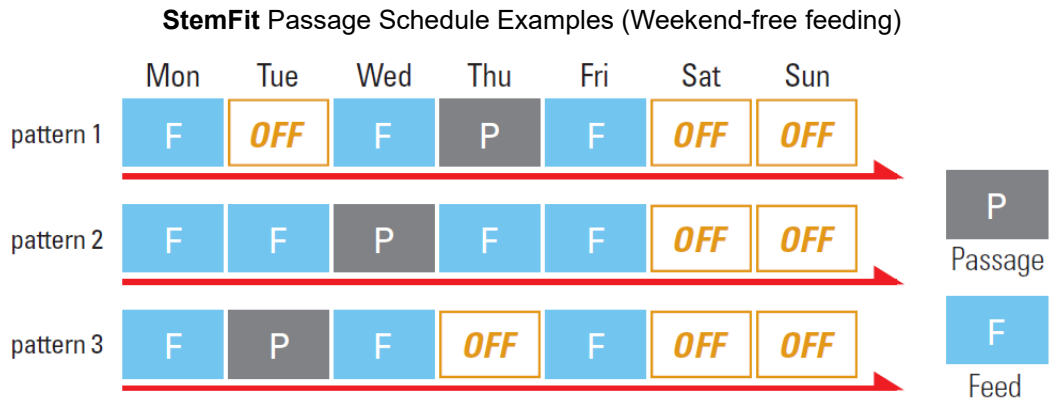 StemFit Passage Schedule Examples (Weekend-free feeding)
Mon Tue Wed Thu Fri Sat Sun
pattern 1 F OFF F P F OFF OFF
pattern 2 F F P F F OFF OFF
pattern 3 F P F OFF F OFF OFF
P
Passage
F
Feed